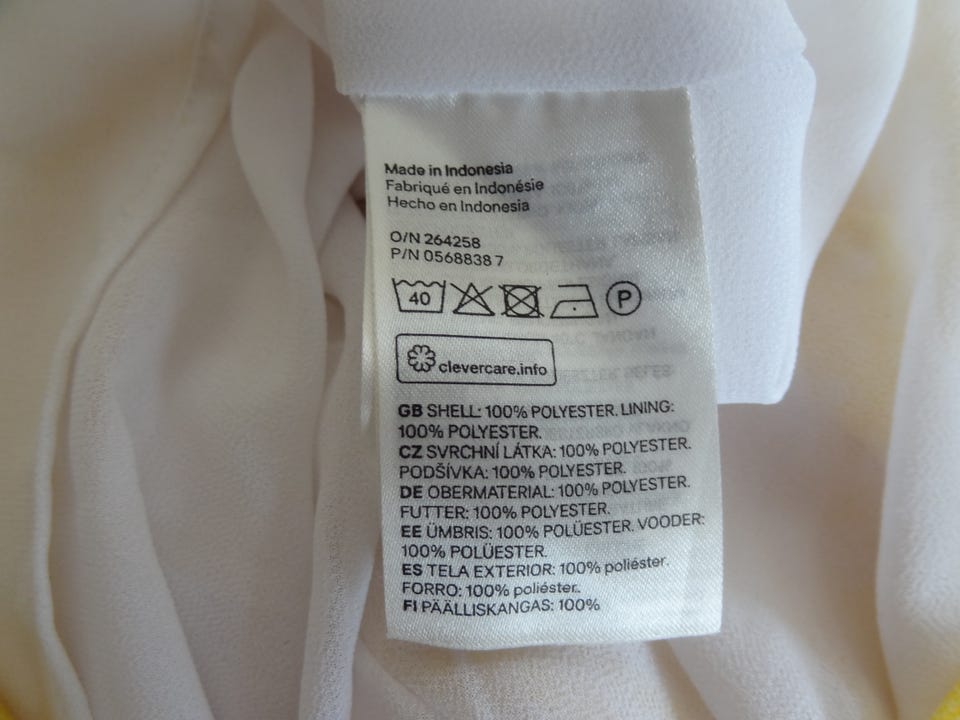 Made in Indonesia
Fabriqué en Indonésie
Hecho en Indonesia
O/N 264258
P/N 05688387
40 P
clevercare.info
GB SHELL: 100% POLYESTER. LINING:
100% POLYESTER.
CZ SVRCHNÍ LÁTKA: 100% POLYESTER.
PODŠÍVKA: 100% POLYESTER.
DE OBERMATERIAL: 100% POLYESTER.
FUTTER: 100% POLYESTER.
EE ÜMBRIS: 100% POLÜESTER. VOODER:
100% POLÜESTER.
ES TELA EXTERIOR: 100% poliéster.
FORRO: 100% poliéster.
FI PÄÄLLISKANGAS: 100%